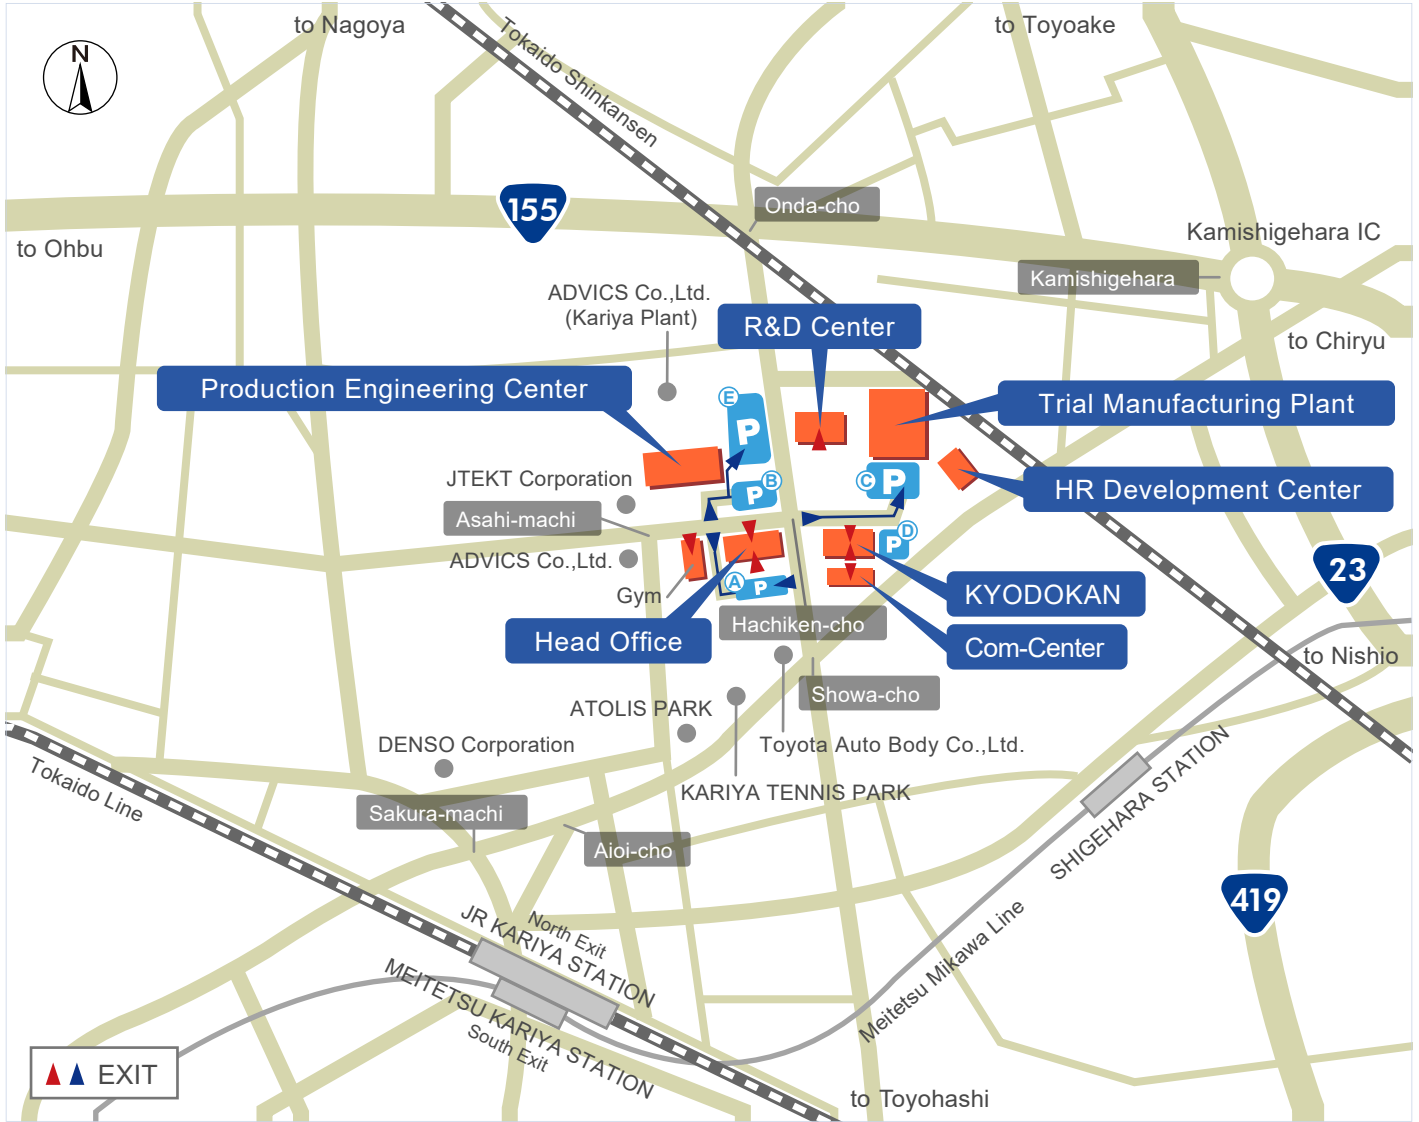 to Nagoya
to Toyoake
N
Tokaido Shinkansen
155
Onda-cho
to Ohbu
Kamishigehara IC
Kamishigehara
ADVICS Co.,Ltd.
(Kariya Plant)
R&D Center
to Chiryu
Production Engineering Center
E
P
Trial Manufacturing Plant
JTEKT Corporation
B
P
C
P
HR Development Center
Asahi-machi
D
P
ADVICS Co.,Ltd.
23
Gym
A
P
KYODOKAN
Head Office
Hachiken-cho
Com-Center
to Nishio
Showa-cho
ATOLIS PARK
DENSO Corporation
Toyota Auto Body Co.,Ltd.
KARIYA TENNIS PARK
Tokaido Line
SHIGEHARA STATION
Sakura-machi
Aioi-cho
419
North Exit
JR KARIYA STATION
MEITETSU KARIYA STATION
South Exit
Meitetsu Mikawa Line
EXIT
to Toyohashi